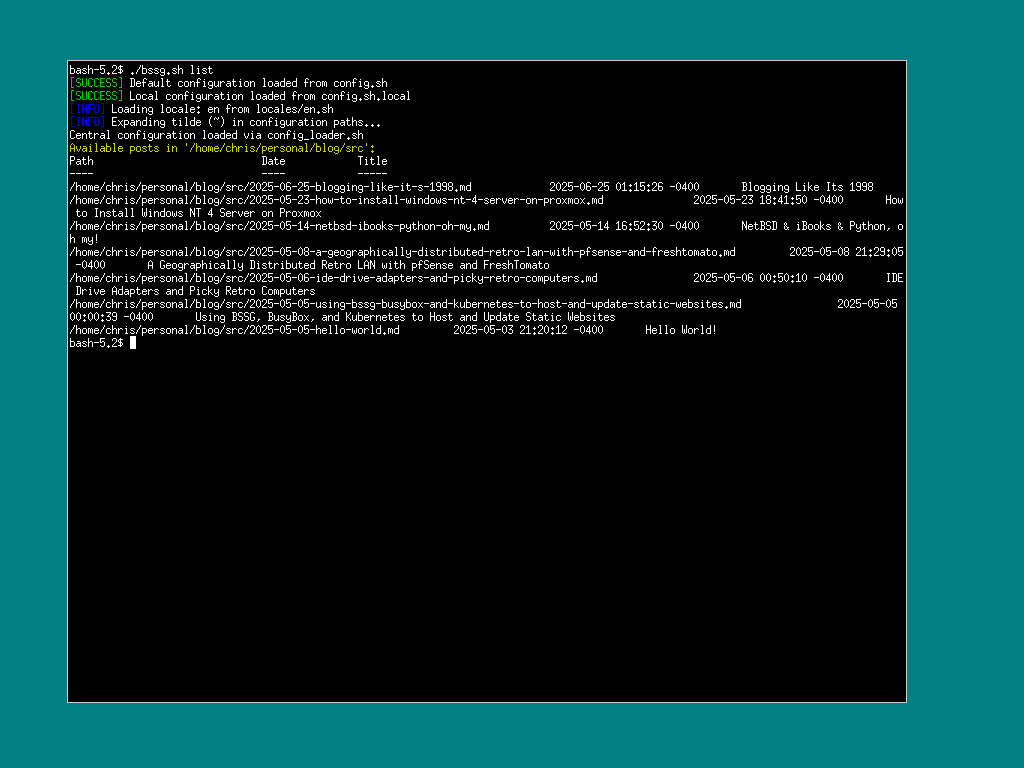 bash-5.2$ ./bssg.sh list
[SUCCESS] Default configuration loaded from config.sh
[SUCCESS] Local configuration loaded from config.sh.local
[INFO] Loading locale: en from locales/en.sh
[INFO] Expanding tilde (~) in configuration paths...
Central configuration loaded via config_loader.sh
Available posts in '/home/chris/personal/blog/src':
Path                            Date            Title
----                            ----            -----
/home/chris/personal/blog/src/2025-06-25-blogging-like-it-s-1998.md             2025-06-25 01:15:26 -0400       Blogging Like Its 1998
/home/chris/personal/blog/src/2025-05-23-how-to-install-windows-nt-4-server-on-proxmox.md               2025-05-23 18:41:50 -0400       How
 to Install Windows NT 4 Server on Proxmox
/home/chris/personal/blog/src/2025-05-14-netbsd-ibooks-python-oh-my.md          2025-05-14 16:52:30 -0400       NetBSD & iBooks & Python, o
h my!
/home/chris/personal/blog/src/2025-05-08-a-geographically-distributed-retro-lan-with-pfsense-and-freshtomato.md         2025-05-08 21:29:05
 -0400       A Geographically Distributed Retro LAN with pfSense and FreshTomato
/home/chris/personal/blog/src/2025-05-06-ide-drive-adapters-and-picky-retro-computers.md                2025-05-06 00:50:10 -0400       IDE
 Drive Adapters and Picky Retro Computers
/home/chris/personal/blog/src/2025-05-05-using-bssg-busybox-and-kubernetes-to-host-and-update-static-websites.md                2025-05-05
00:00:39 -0400       Using BSSG, BusyBox, and Kubernetes to Host and Update Static Websites
/home/chris/personal/blog/src/2025-05-05-hello-world.md         2025-05-03 21:20:12 -0400       Hello World!
bash-5.2$